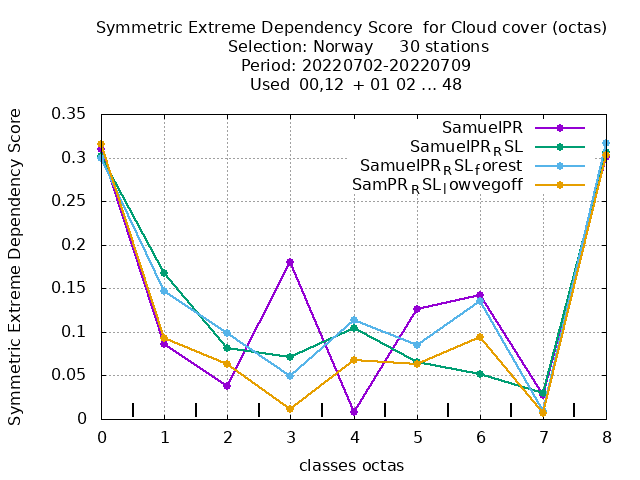 Symmetric Extreme Dependency Score for Cloud cover (octas)
Selection: Norway 30 stations
Period: 20220702-20220709
Used 00,12 + 01 02 ... 48
Symmetric Extreme Dependency Score
0.35
0.3
0.25
0.2
0.15
0.1
0.05
0
SamuelPR
SamuelPR_RSL
SamuelPR_RSL_forest
SamPR_RSL_lowvegoff
0 1 2 3 4 5 6 7 8
classes octas